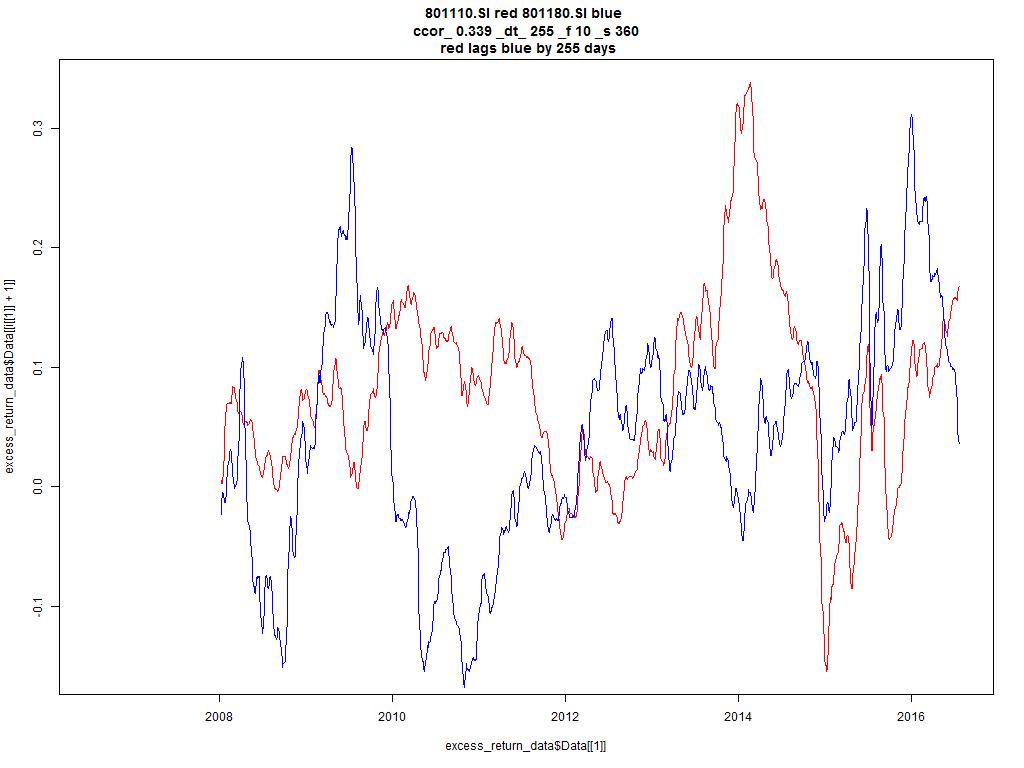 801110.SI red 801180.SI blue
ccor_ 0.339 _dt_ 255 _f 10 _s 360
red lags blue by 255 days
excess_return_data$Data[[i[[1]] + 1]]
0.3
0.2
0.1
0.0
-0.1
2008 2010 2012 2014 2016
excess_return_data$Data[[1]]